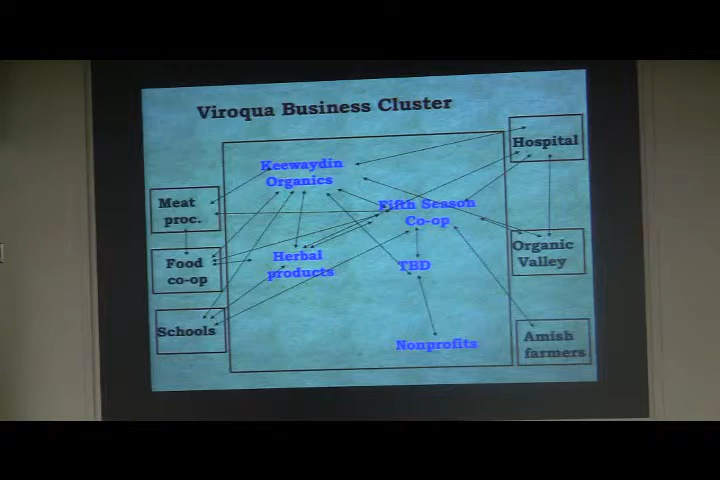 Viroqua Business Cluster
Hospital
Keewaydin
Organics
Meat
proc.
Fifth Season
Co-op
Organic
Valley
Food
co-op
Herbal
products
TBD
Schools
Nonprofits
Amish
farmers